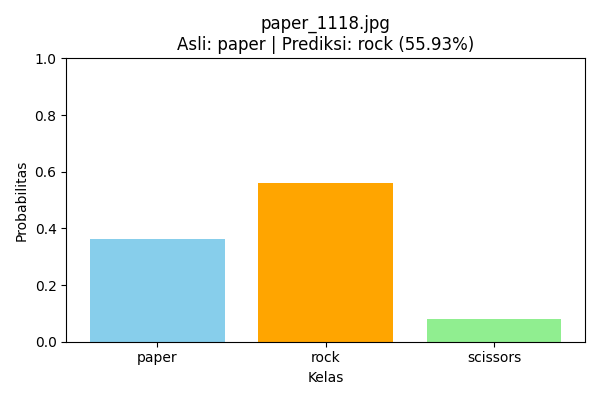 paper_1118.jpg
Asli: paper | Prediksi: rock (55.93%)
1.0
0.8
0.6
0.4
0.2
0.0
Probabilitas
paper
rock
scissors
Kelas